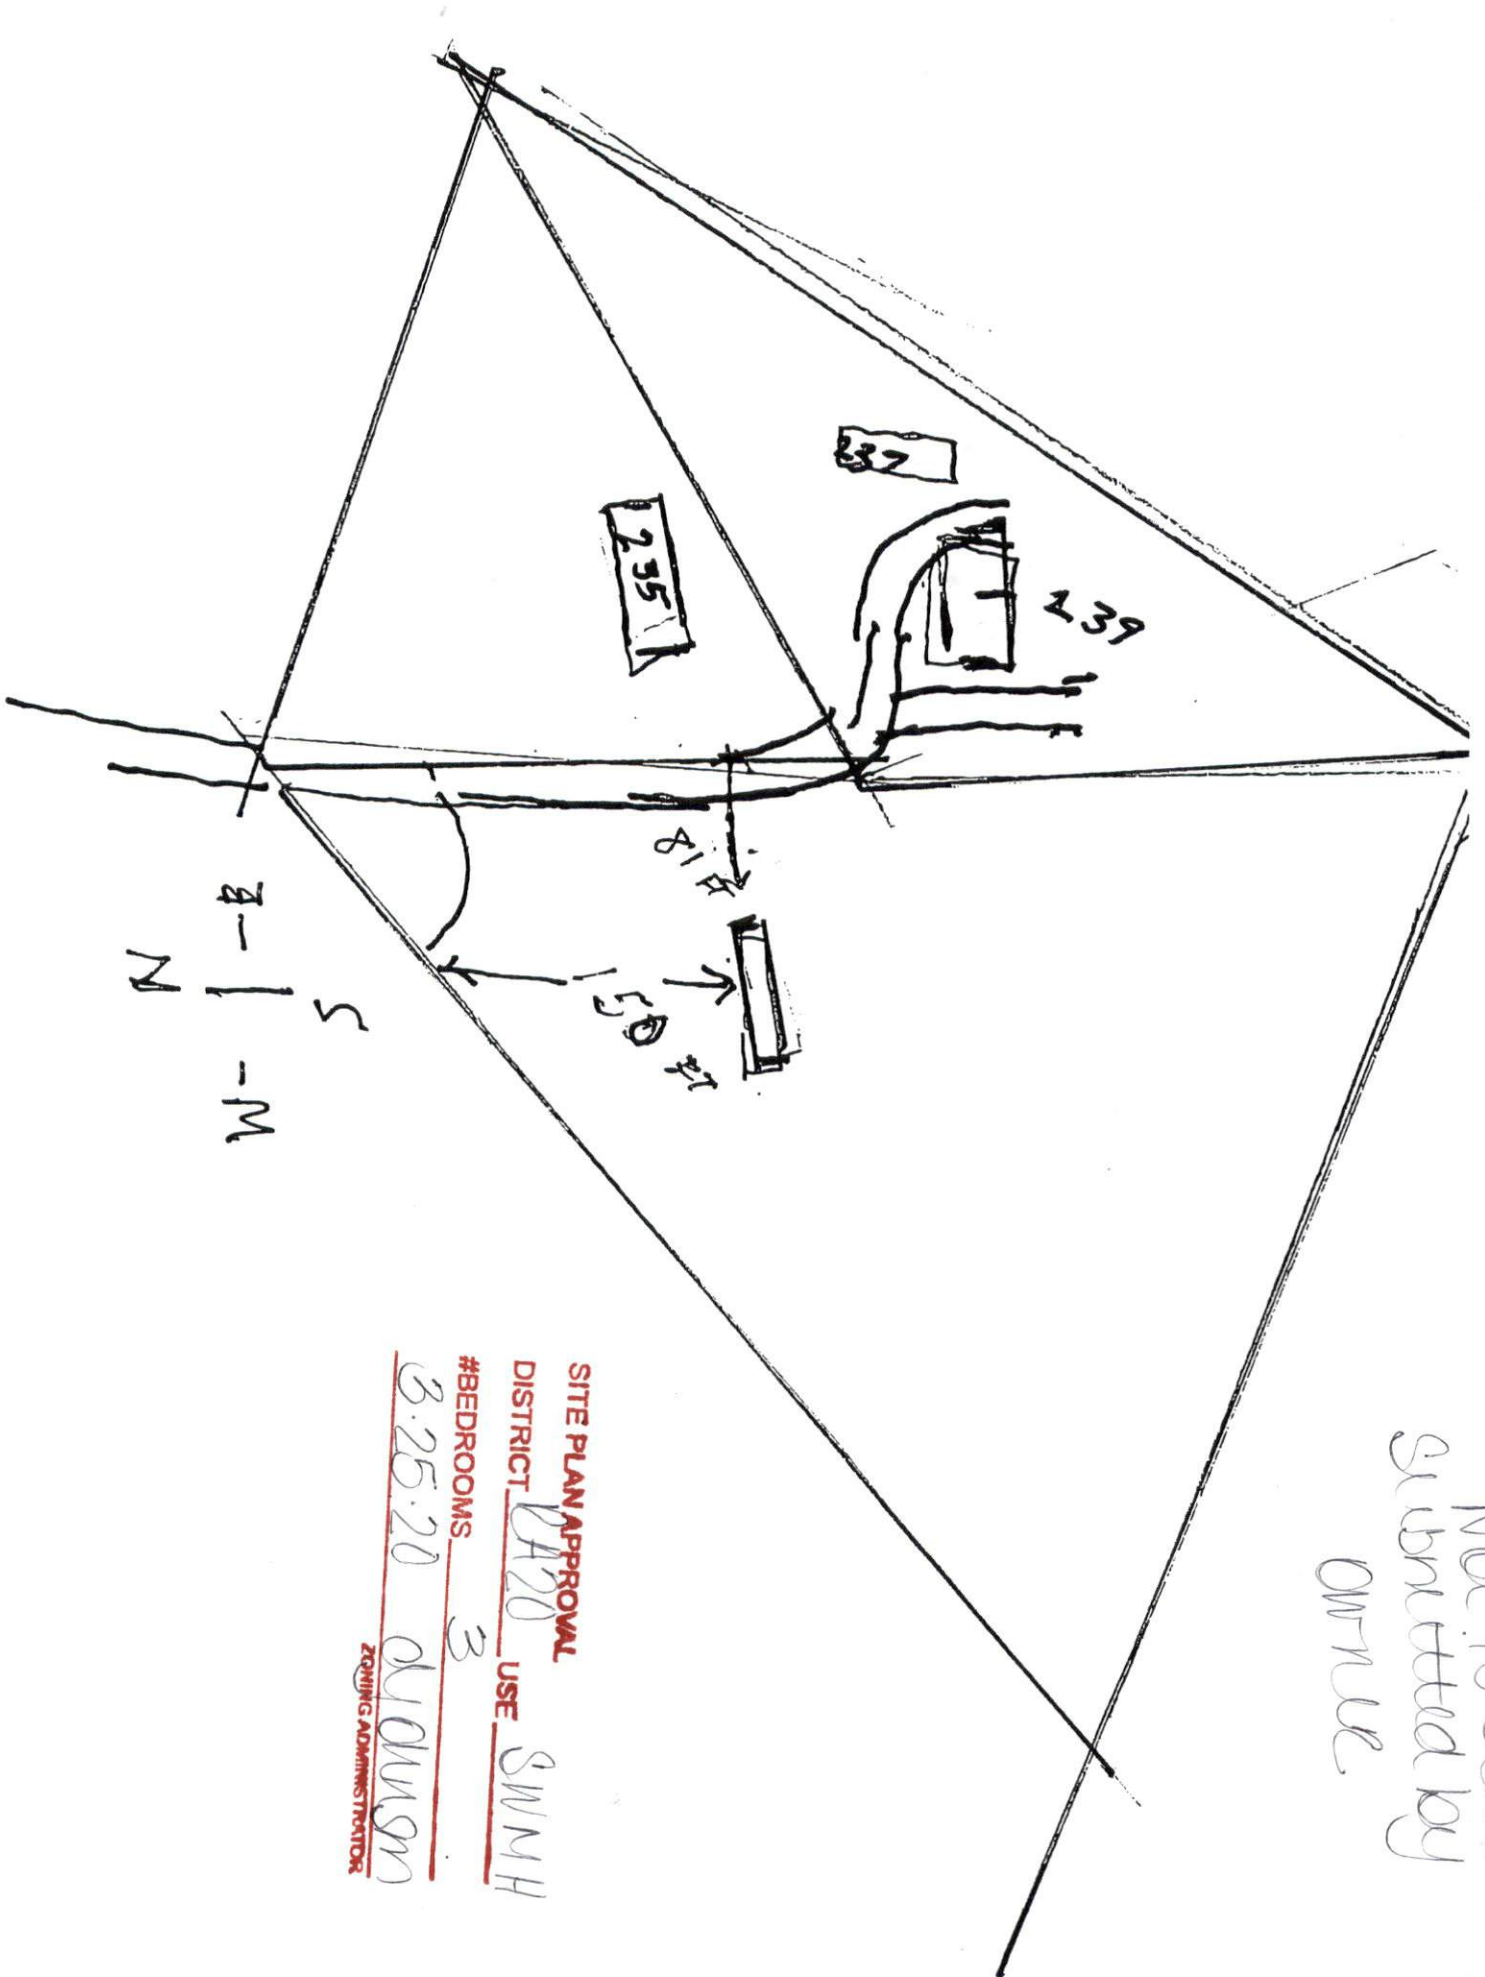 Submitted by
owner
237
239
235
81 ft
150 ft
S
E - | - W
N
SITE PLAN APPROVAL
DISTRICT RA20 USE SWMH
#BEDROOMS 3
3.25.20
ZONING ADMINISTRATOR